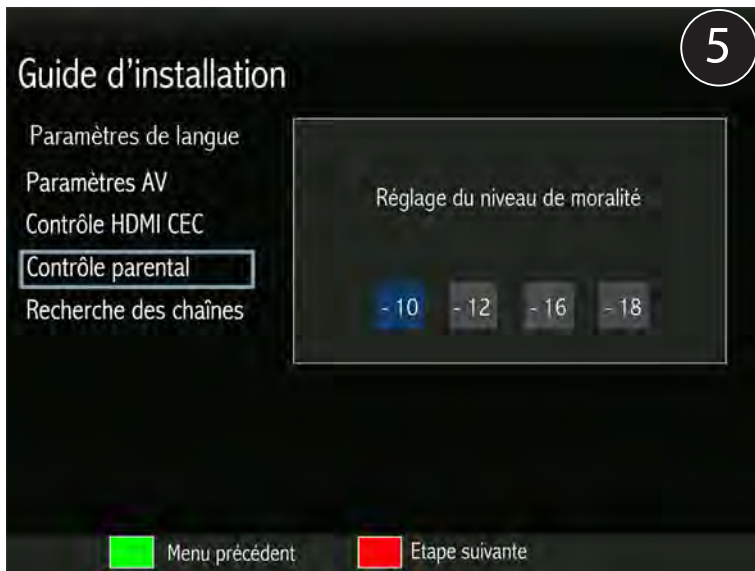 5
Guide d’installation
Paramètres de langue
Paramètres AV
Contrôle HDMI CEC
Contrôle parental
Recherche des chaînes
Réglage du niveau de moralité
- 10 - 12 - 16 - 18
Menu précédent Etape suivante